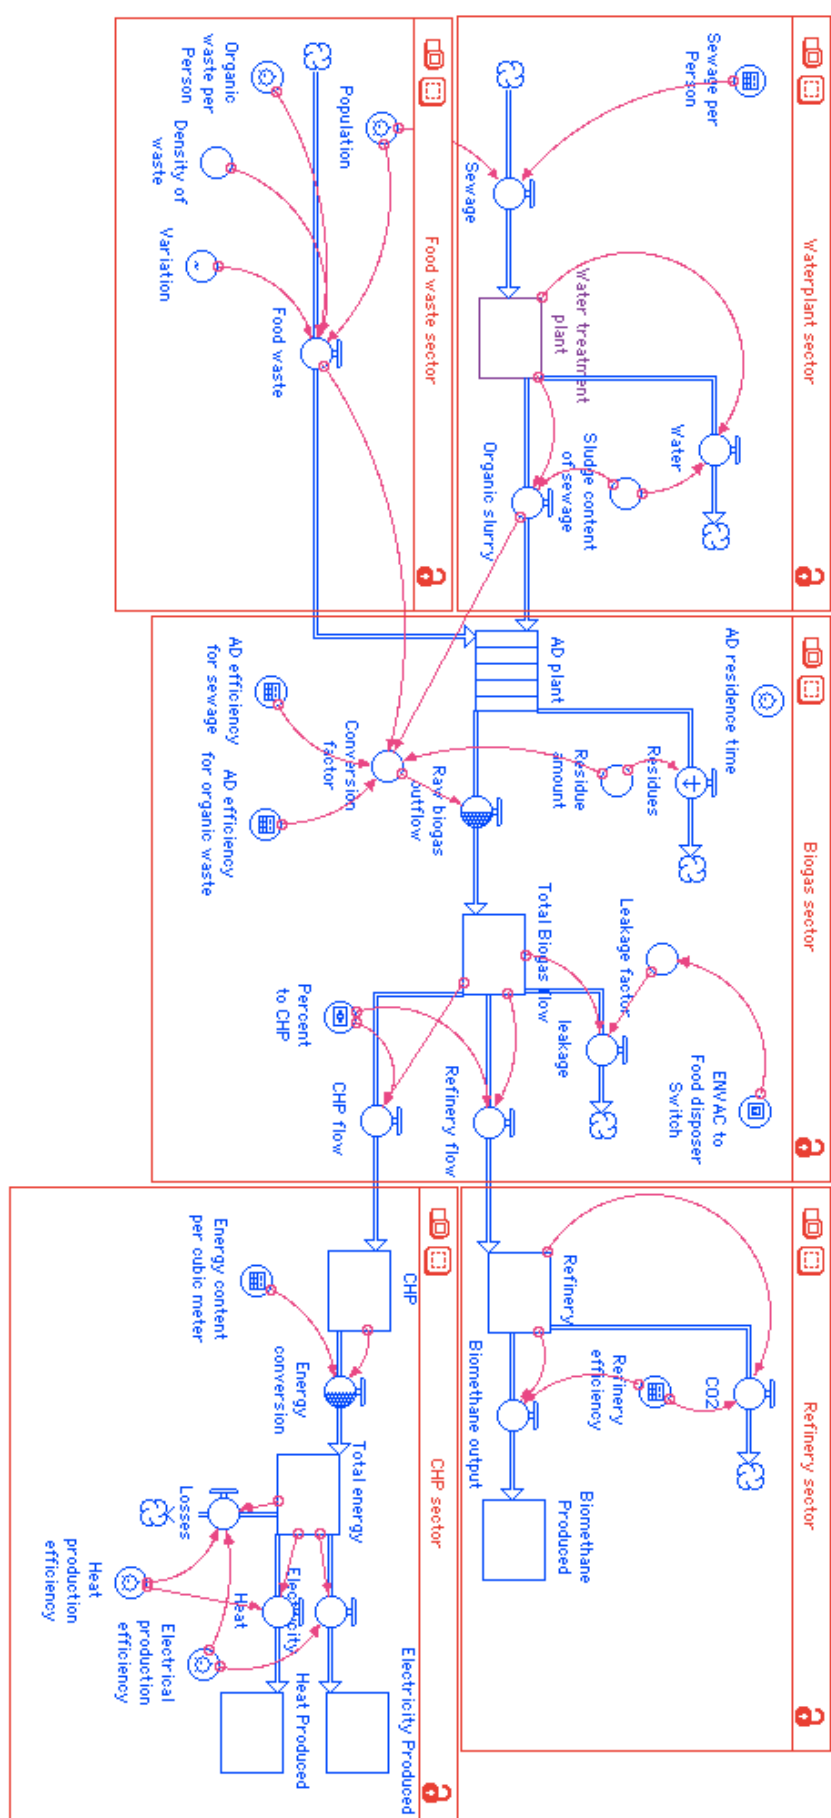 Waterplant sector
Sewage per
Person
Sewage
Water treatment
plant
Water
Sludge content
of sewage
Organic slurry
Food waste sector
Population
Organic
waste per
Person
Density of
waste
Variation
Food waste
Biogas sector
AD residence time
AD plant
Residues
Residue
amount
Raw biogas
outflow
Conversion
factor
AD efficiency
for sewage
AD efficiency
for organic waste
Total Biogas
flow
Leakage factor
leakage
ENVAC to
Food disposer
Switch
Percent
to CHP
Refinery flow
CHP flow
Refinery sector
Refinery
CO2
Refinery
efficiency
Biomethane output
Biomethane
Produced
CHP sector
CHP
Energy content
per cubic meter
Energy
conversion
Total energy
Losses
Electricity
Heat
Heat
production
efficiency
Electrical
production
efficiency
Electricity Produced
Heat Produced